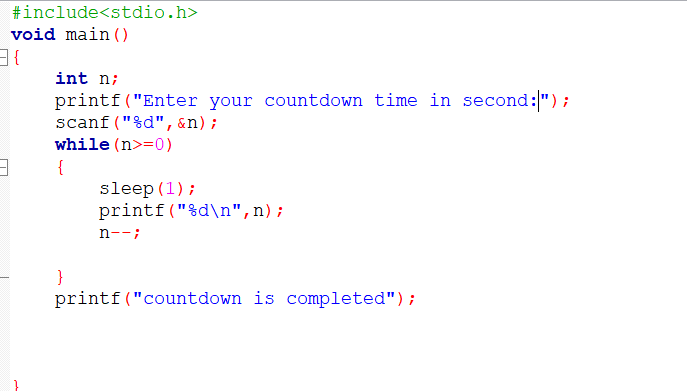 #include<stdio.h>
void main()
{
    int n;
    printf("Enter your countdown time in second:");
    scanf("%d",&n);
    while(n>=0)
    {
        sleep(1);
        printf("%d\n",n);
        n--;
    }
    printf("countdown is completed");
}